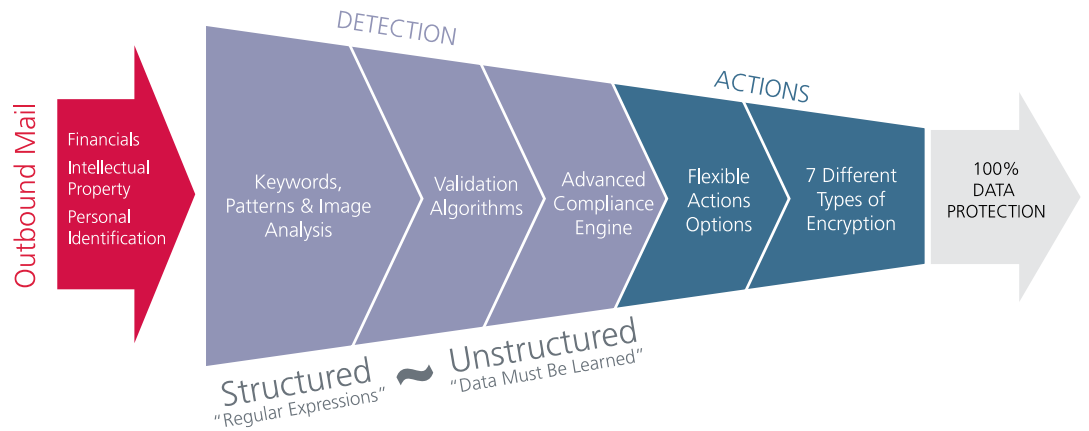 DETECTION
ACTIONS
Outbound Mail
Financials
Intellectual
Property
Personal
Identification
Keywords,
Patterns & Image
Analysis
Validation
Algorithms
Advanced
Compliance
Engine
Flexible
Actions
Options
7 Different
Types of
Encryption
100%
DATA
PROTECTION
Structured ~ Unstructured
"Regular Expressions" "Data Must Be Learned"